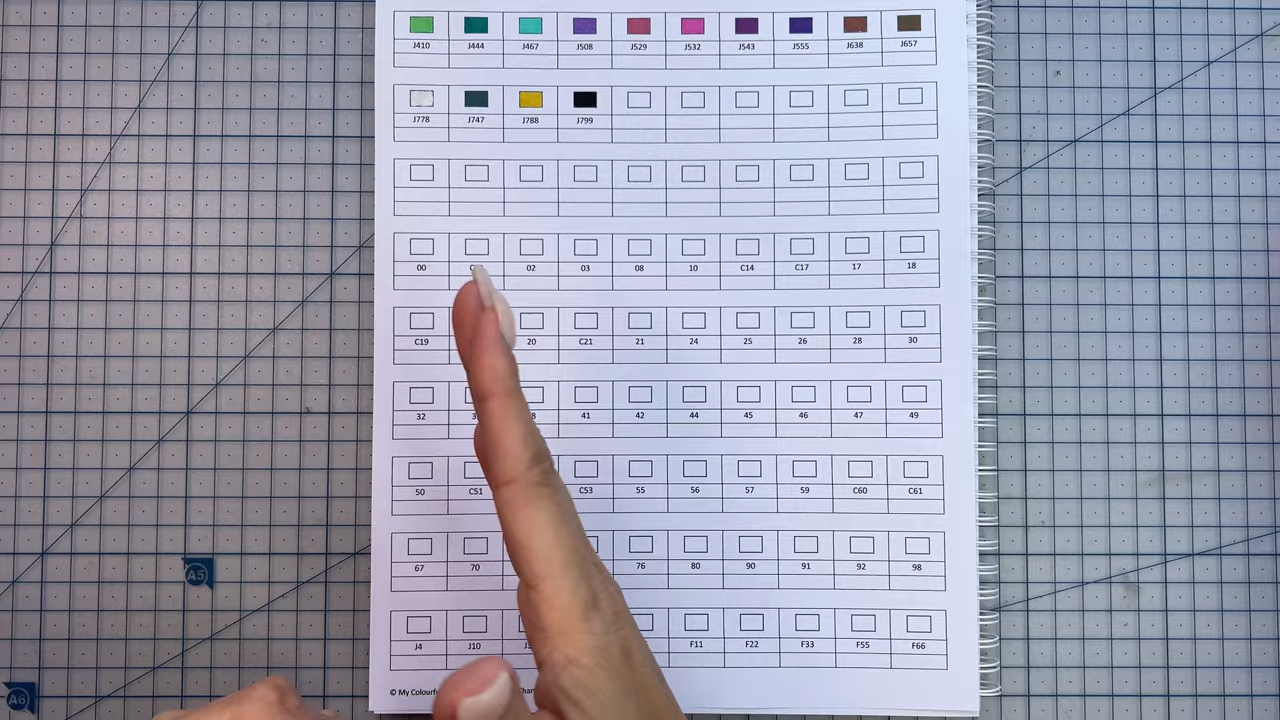 J410 J444 J467 J508 J529 J532 J543 J555 J638 J657
J778 J747 J788 J799
00 02 03 08 10 C14 C17 17 18
C19 20 C21 21 24 25 26 28 30
32 41 42 44 45 46 47 49
50 C51 C53 55 56 57 59 C60 C61
67 70 76 80 90 91 92 98
J4 J10 F11 F22 F33 F55 F66
© My
A5
A6